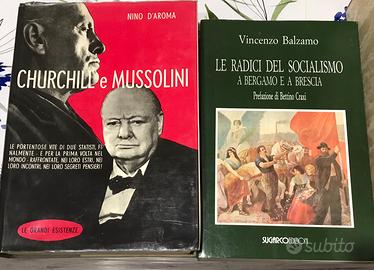 NINO D'AROMA
CHURCHILL e MUSSOLINI
LE PORTENTOSE VITE DI DUE STATISTI, FI
NALMENTE - E PER LA PRIMA VOLTA NEL
MONDO - RAFFRONTATE, NEI LORO ESTRI, NEI
LORO INCONTRI, NEI LORO SEGRETI PENSIERI!
LE GRANDI ESISTENZE
Vincenzo Balzamo
LE RADICI DEL SOCIALISMO
A BERGAMO E A BRESCIA
Prefazione di Bettino Craxi
SUGARCOEDIZIONI
subito